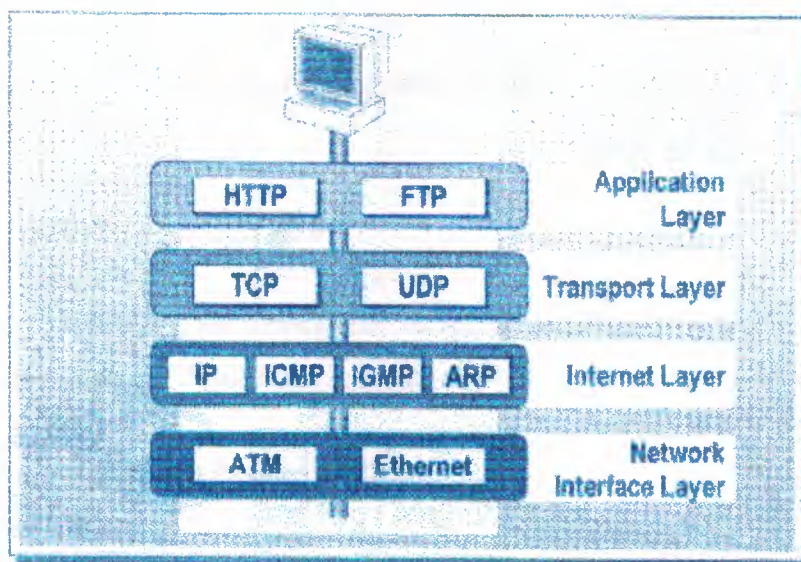 HTTP FTP
Application
Layer
TCP UDP
Transport Layer
IP ICMP IGMP ARP
Internet Layer
ATM Ethernet
Network
Interface Layer